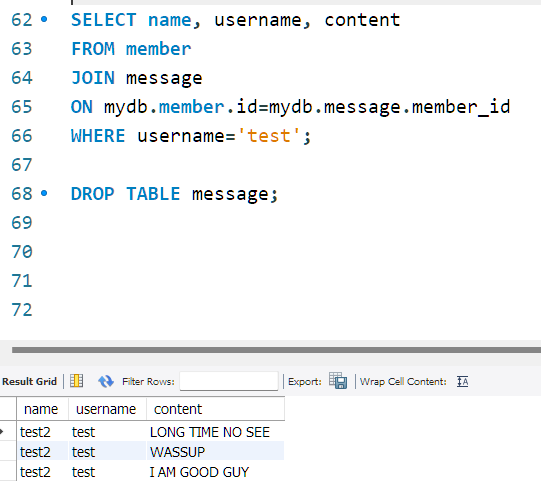 62 SELECT name, username, content
63 FROM member
64 JOIN message
65 ON mydb.member.id=mydb.message.member_id
66 WHERE username='test';
67
68 DROP TABLE message;
69
70
71
72
Result Grid Filter Rows: Export: Wrap Cell Content: IA
name username content
test2 test LONG TIME NO SEE
test2 test WASSUP
test2 test I AM GOOD GUY